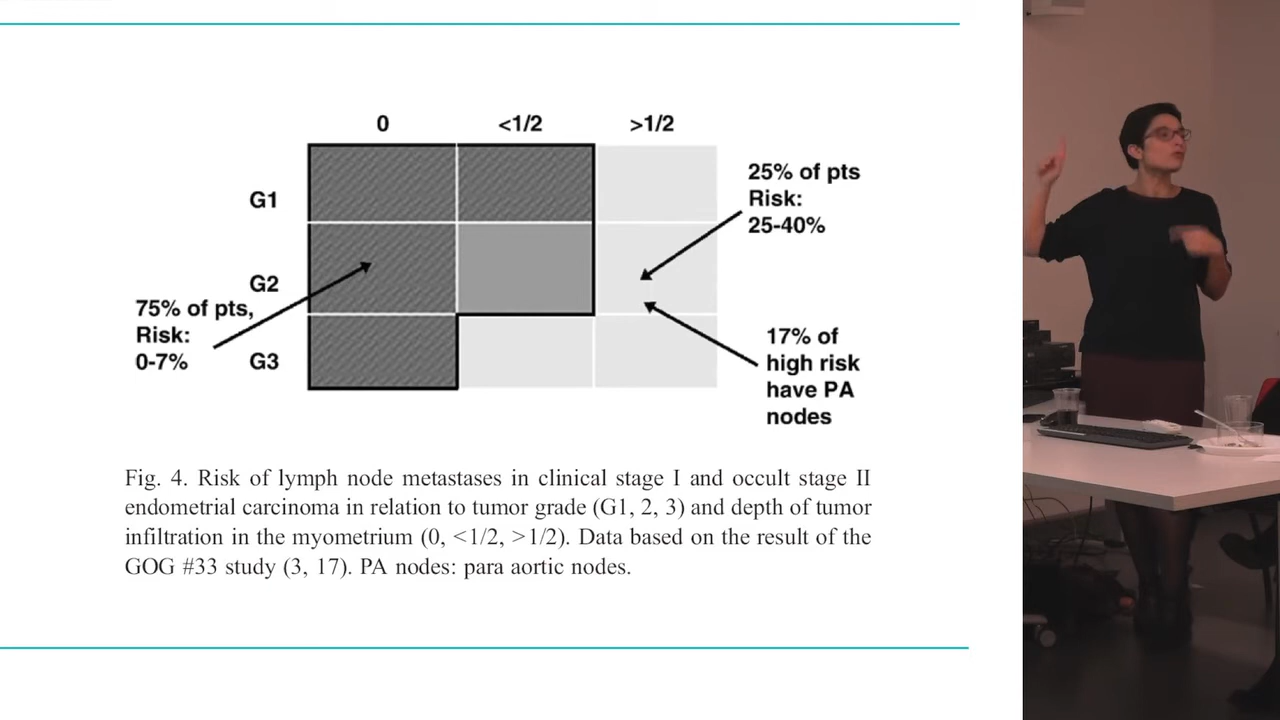 0 <1/2 >1/2
G1
G2
G3
25% of pts
Risk:
25-40%
75% of pts,
Risk:
0-7%
17% of
high risk
have PA
nodes
Fig. 4. Risk of lymph node metastases in clinical stage I and occult stage II
endometrial carcinoma in relation to tumor grade (G1, 2, 3) and depth of tumor
infiltration in the myometrium (0, <1/2, >1/2). Data based on the result of the
GOG #33 study (3, 17). PA nodes: para aortic nodes.